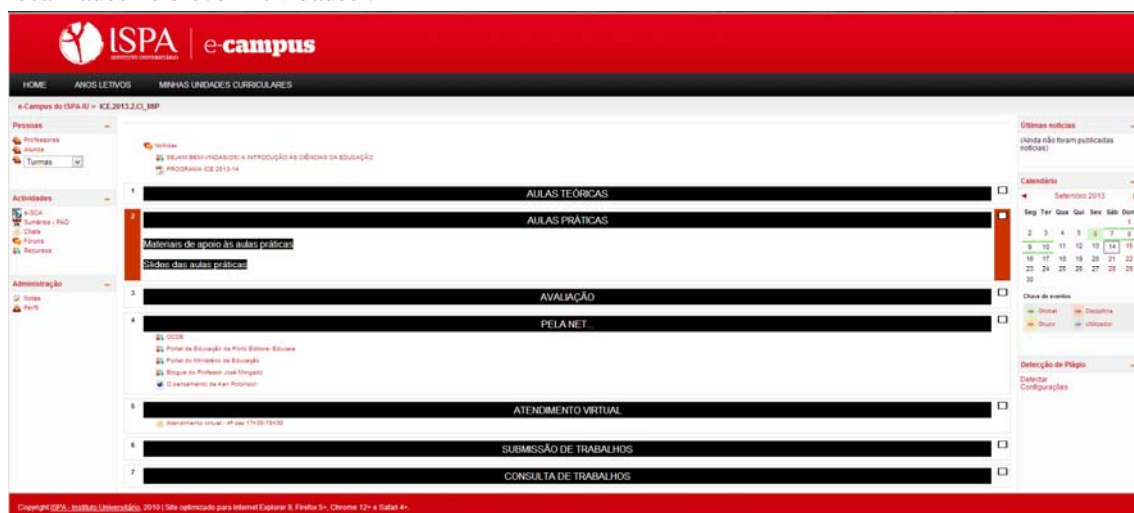 ISPA | e-campus
INSTITUTO UNIVERSITÁRIO
HOME ANOS LETIVOS MINHAS UNIDADES CURRICULARES
e-Campus do ISPA-IU ► ICE.2013.2.CI_MIP
Pessoas
Professores
Alunos
Turmas
Actividades
e-SCA
Sumários - PAD
Chats
Fóruns
Recursos
Administração
Notas
Perfil
Notícias
SEJAM BEM-VINDAS(OS) A INTRODUÇÃO ÀS CIÊNCIAS DA EDUCAÇÃO
PROGRAMA ICE 2013-14
1 AULAS TEÓRICAS
2 AULAS PRÁTICAS
Materiais de apoio às aulas práticas
Slides das aulas práticas
3 AVALIAÇÃO
4 PELA NET...
OCDE
Portal de Educação da Porto Editora- Educare
Portal do Ministério da Educação
Blogue do Professor José Morgado
O pensamento de Ken Robinson
5 ATENDIMENTO VIRTUAL
Atendimento virtual - 4ª das 17h30-18h30
6 SUBMISSÃO DE TRABALHOS
7 CONSULTA DE TRABALHOS
Últimas notícias
(Ainda não foram publicadas
notícias)
Calendário
◄ Setembro 2013
Seg Ter Qua Qui Sex Sáb Dom
1
2 3 4 5 6 7 8
9 10 11 12 13 14 15
16 17 18 19 20 21 22
23 24 25 26 27 28 29
30
Chave de eventos
Global Disciplina
Grupo Utilizador
Detecção de Plágio
Detectar
Configurações
Copyright ISPA - Instituto Universitário, 2010 | Site optimizado para Internet Explorer 9, Firefox 5+, Chrome 12+ e Safari 4+.